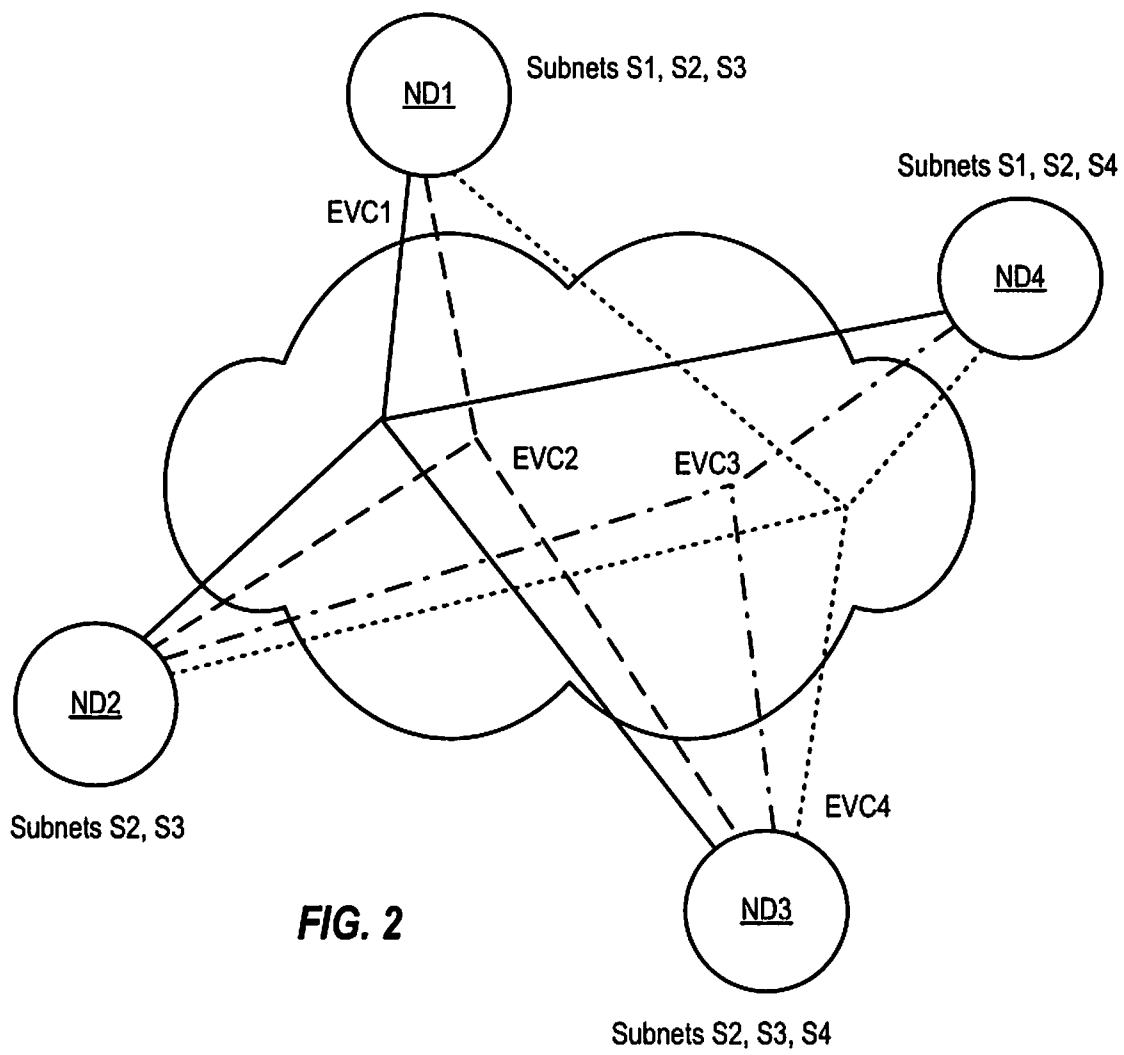 ND1
Subnets S1, S2, S3
Subnets S1, S2, S4
EVC1
ND4
EVC2
EVC3
ND2
EVC4
Subnets S2, S3
ND3
FIG. 2
Subnets S2, S3, S4